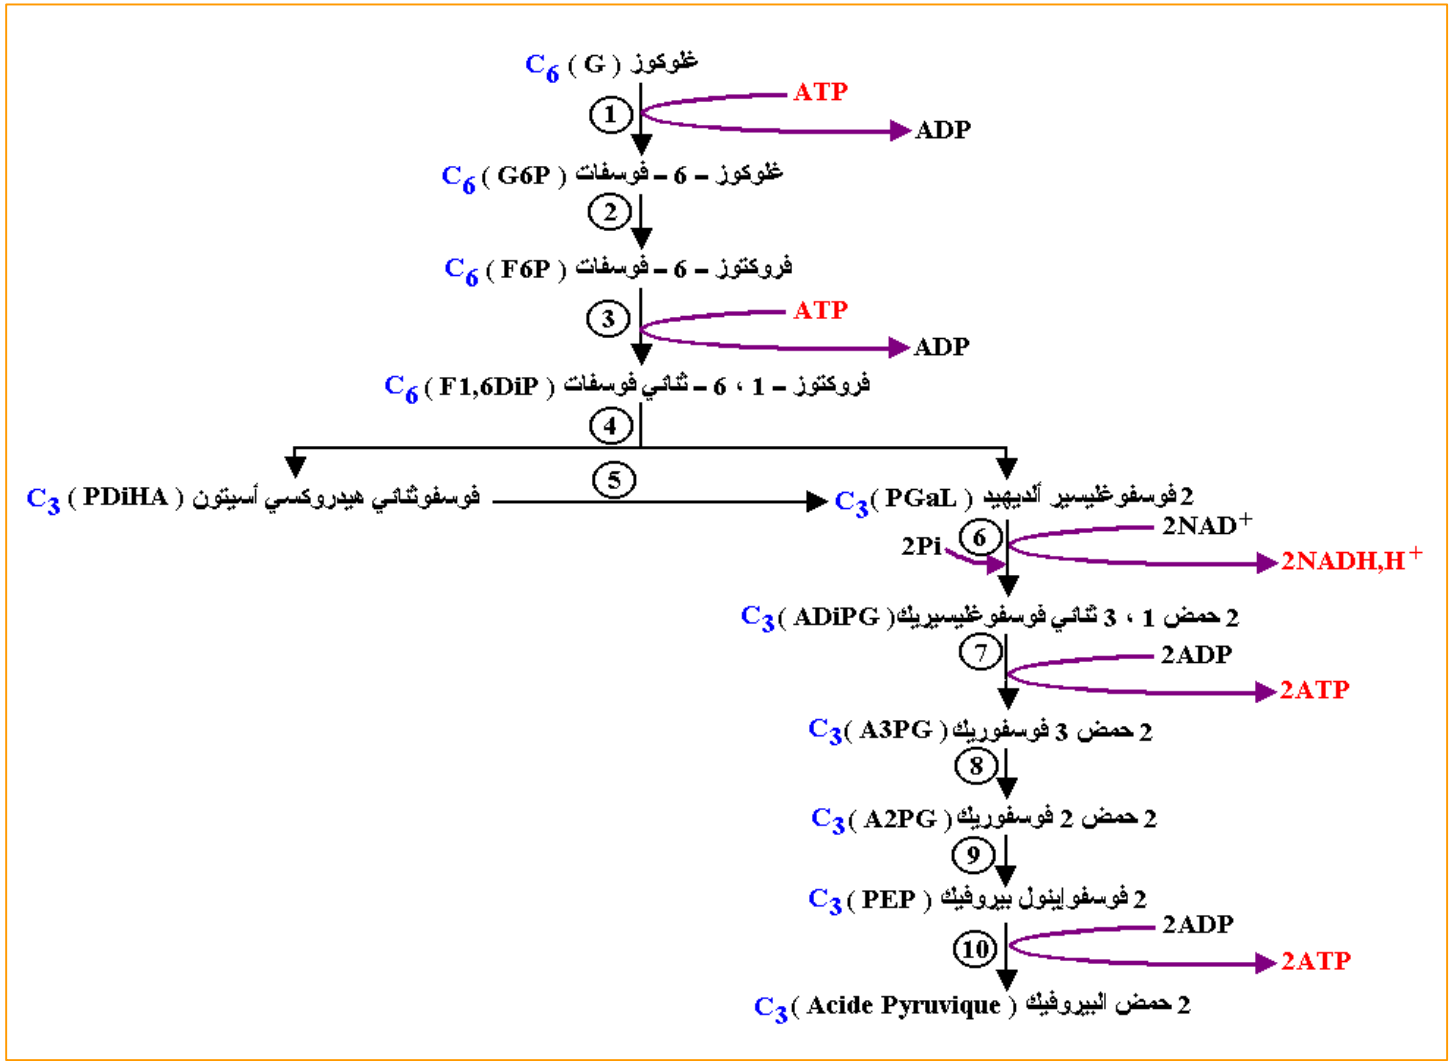 غلوكوز ( G ) C6
ATP
1
ADP
غلوكوز – 6 – فوسفات ( G6P ) C6
2
فروكتوز – 6 – فوسفات ( F6P ) C6
ATP
3
ADP
فروكتوز – 1 ، 6 – ثنائي فوسفات ( F1,6DiP ) C6
4
5
فوسفوثنائي هيدروكسي أسيتون ( PDiHA ) C3
2 فوسفوغليسير ألديهيد ( PGaL ) C3
2NAD+
6
2Pi
2NADH,H+
2 حمض 1 ، 3 ثنائي فوسفوغليسيريك ( ADiPG ) C3
7
2ADP
2ATP
2 حمض 3 فوسفوريك ( A3PG ) C3
8
2 حمض 2 فوسفوريك ( A2PG ) C3
9
2 فوسفوإينول بيروفيك ( PEP ) C3
2ADP
10
2ATP
2 حمض البيروفيك ( Acide Pyruvique ) C3